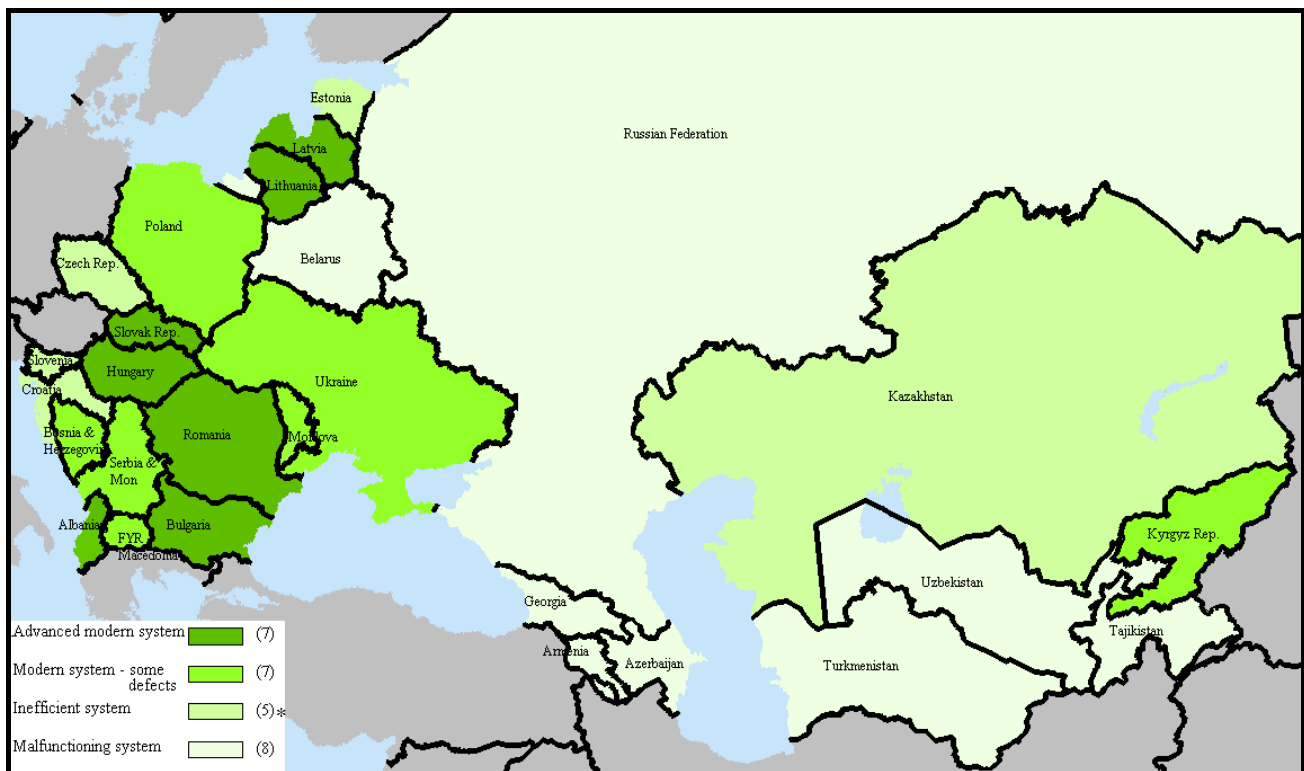 Estonia
Russian Federation
Latvia
Lithuania
Poland
Belarus
Czech Rep.
Slovak Rep.
Slovenia
Hungary
Ukraine
Croatia
Kazakhstan
Romania
Moldova
Bosnia &
Herzegovin
Serbia &
Mon
Albania
Bulgaria
FYR
Macedonia
Kyrgyz Rep.
Uzbekistan
Georgia
Tajikistan
Armenia
Azerbaijan
Turkmenistan
Advanced modern system (7)
Modern system - some (7)
defects
Inefficient system (5)*
Malfunctioning system (8)